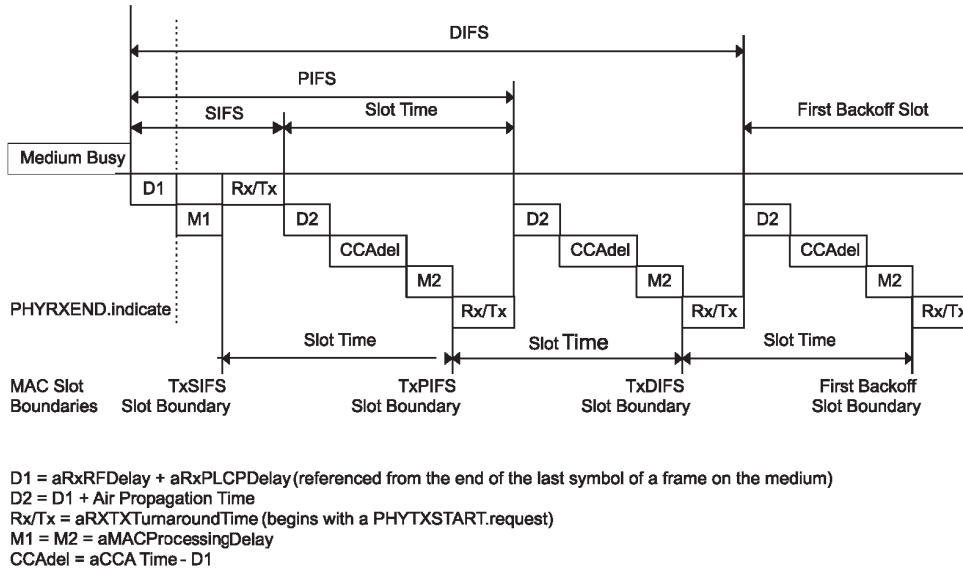 DIFS
PIFS
SIFS
Slot Time
First Backoff Slot
Medium Busy
D1
Rx/Tx
M1
D2
D2
D2
CCAdel
CCAdel
CCAdel
M2
M2
M2
PHYRXEND.indicate
Rx/Tx
Rx/Tx
Rx/Tx
Slot Time
Slot Time
Slot Time
MAC Slot
Boundaries
TxSIFS
Slot Boundary
TxPIFS
Slot Boundary
TxDIFS
Slot Boundary
First Backoff
Slot Boundary
D1 = aRxRFDelay + aRxPLCPDelay (referenced from the end of the last symbol of a frame on the medium)
D2 = D1 + Air Propagation Time
Rx/Tx = aRXTXTurnaroundTime (begins with a PHYTXSTART.request)
M1 = M2 = aMACProcessingDelay
CCAdel = aCCA Time - D1